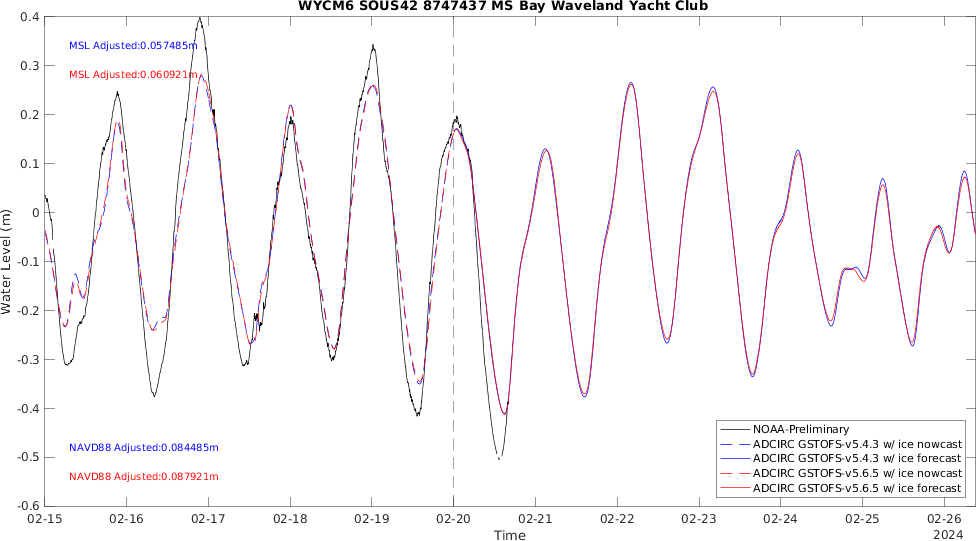 WYCM6 SOUS42 8747437 MS Bay Waveland Yacht Club
0.4
0.3
0.2
0.1
0
-0.1
-0.2
-0.3
-0.4
-0.5
-0.6
Water Level (m)
MSL Adjusted:0.057485m
MSL Adjusted:0.060921m
NAVD88 Adjusted:0.084485m
NAVD88 Adjusted:0.087921m
NOAA-Preliminary
ADCIRC GSTOFS-v5.4.3 w/ ice nowcast
ADCIRC GSTOFS-v5.4.3 w/ ice forecast
ADCIRC GSTOFS-v5.6.5 w/ ice nowcast
ADCIRC GSTOFS-v5.6.5 w/ ice forecast
02-15 02-16 02-17 02-18 02-19 02-20 02-21 02-22 02-23 02-24 02-25 02-26
Time
2024